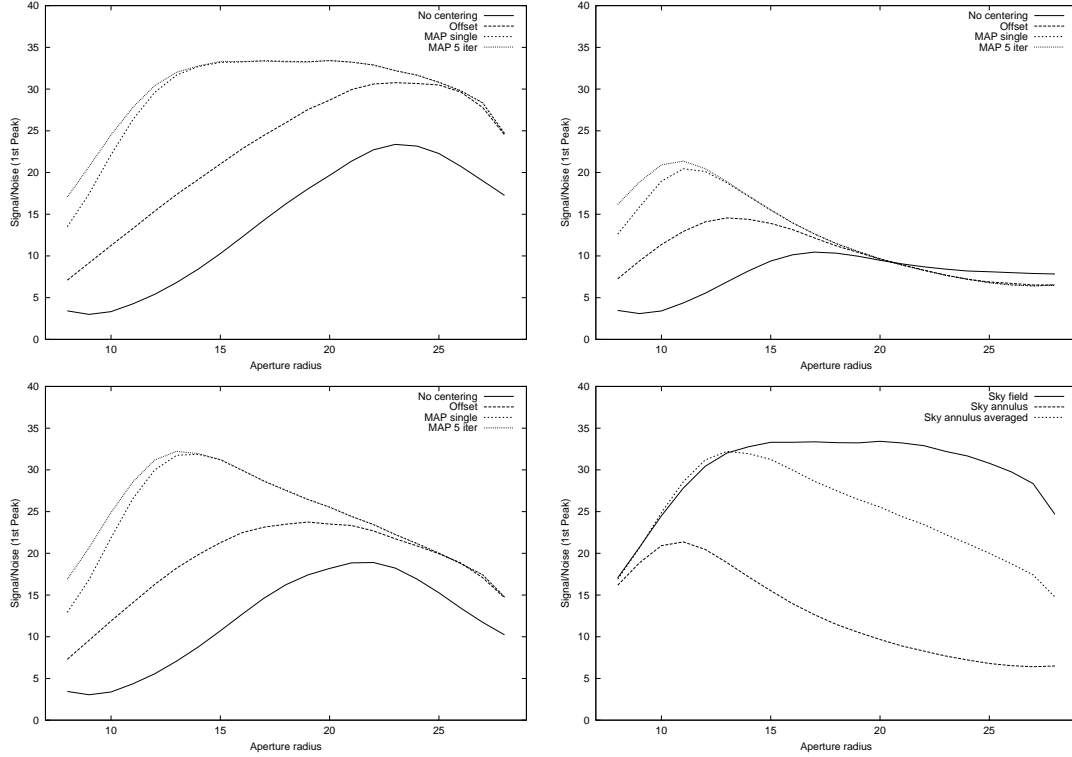 No centering
Offset
MAP single
MAP 5 iter
Signal/Noise (1st Peak)
40
35
30
25
20
15
10
5
0
10
15
20
25
Aperture radius
No centering
Offset
MAP single
MAP 5 iter
Signal/Noise (1st Peak)
40
35
30
25
20
15
10
5
0
10
15
20
25
Aperture radius
No centering
Offset
MAP single
MAP 5 iter
Signal/Noise (1st Peak)
40
35
30
25
20
15
10
5
0
10
15
20
25
Aperture radius
Sky field
Sky annulus
Sky annulus averaged
Signal/Noise (1st Peak)
40
35
30
25
20
15
10
5
0
10
15
20
25
Aperture radius